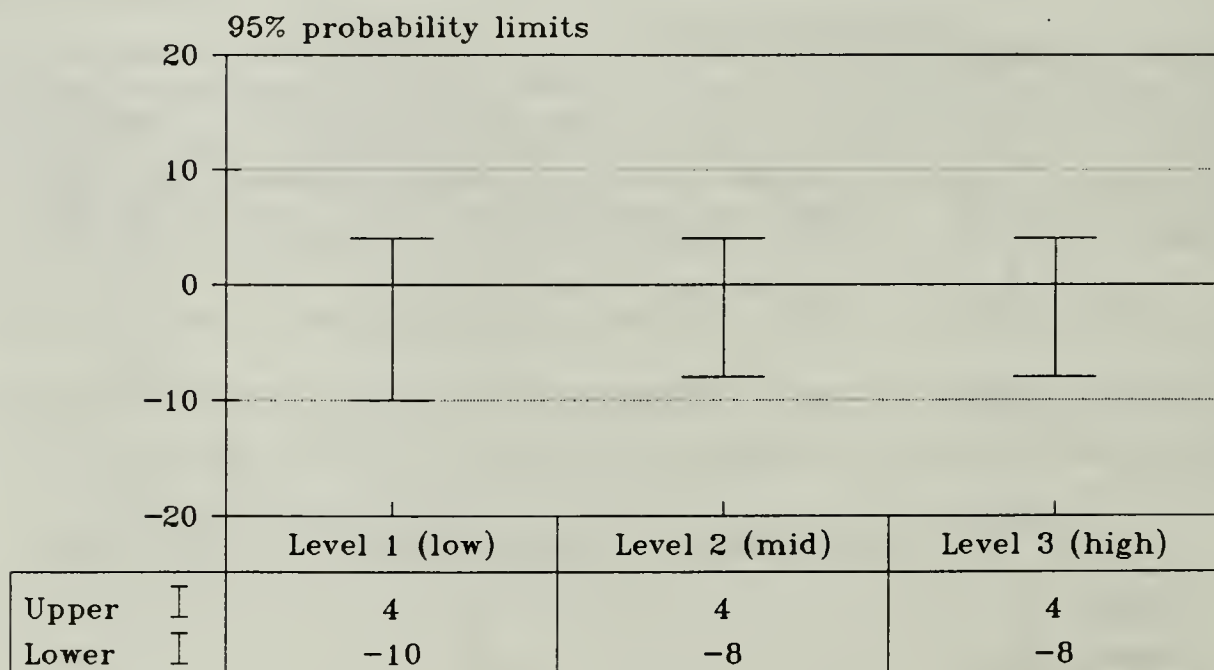 95% probability limits
20
10
0
−10
−20
Level 1 (low) Level 2 (mid) Level 3 (high)
Upper 4 4 4
Lower −10 −8 −8